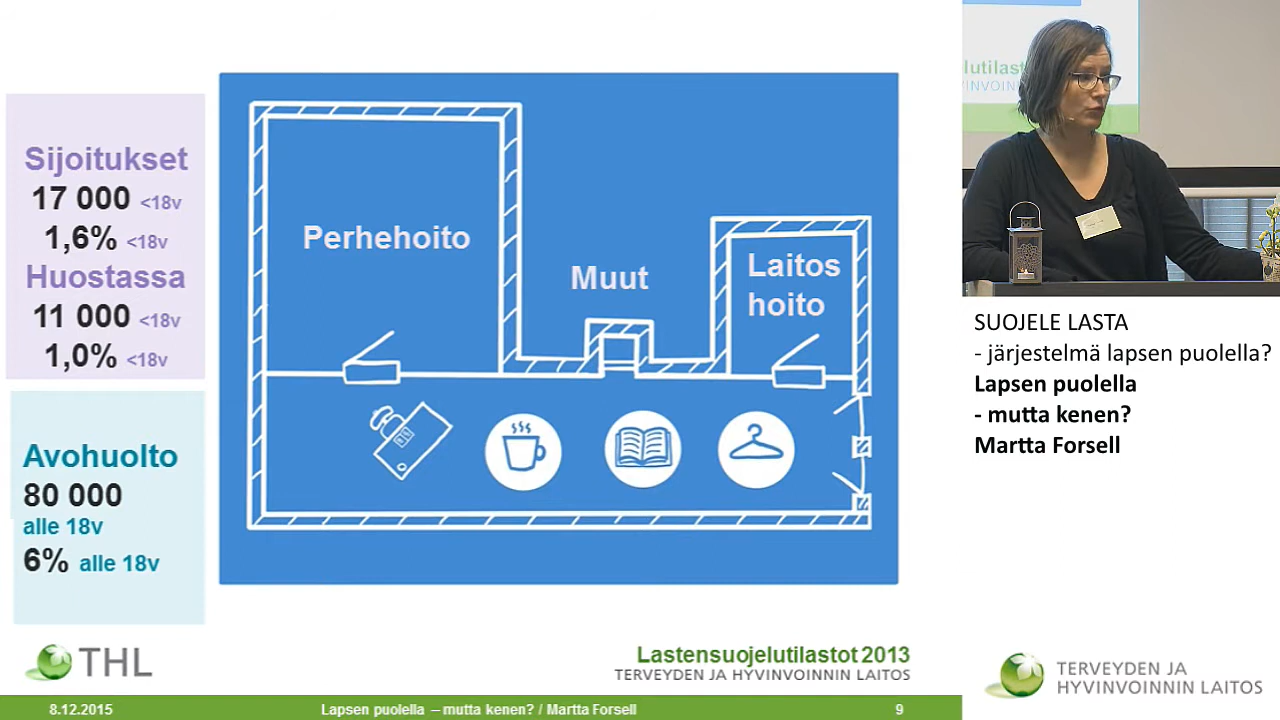 Sijoitukset
17 000 <18v
1,6% <18v
Huostassa
11 000 <18v
1,0% <18v
Avohuolto
80 000
alle 18v
6% alle 18v
Perhehoito
Muut
Laitos
hoito
THL
Lastensuojelutilastot 2013
TERVEYDEN JA HYVINVOINNIN LAITOS
8.12.2015 Lapsen puolella – mutta kenen? / Martta Forsell 9
SUOJELE LASTA
- järjestelmä lapsen puolella?
Lapsen puolella
- mutta kenen?
Martta Forsell
TERVEYDEN JA
HYVINVOINNIN LAITOS